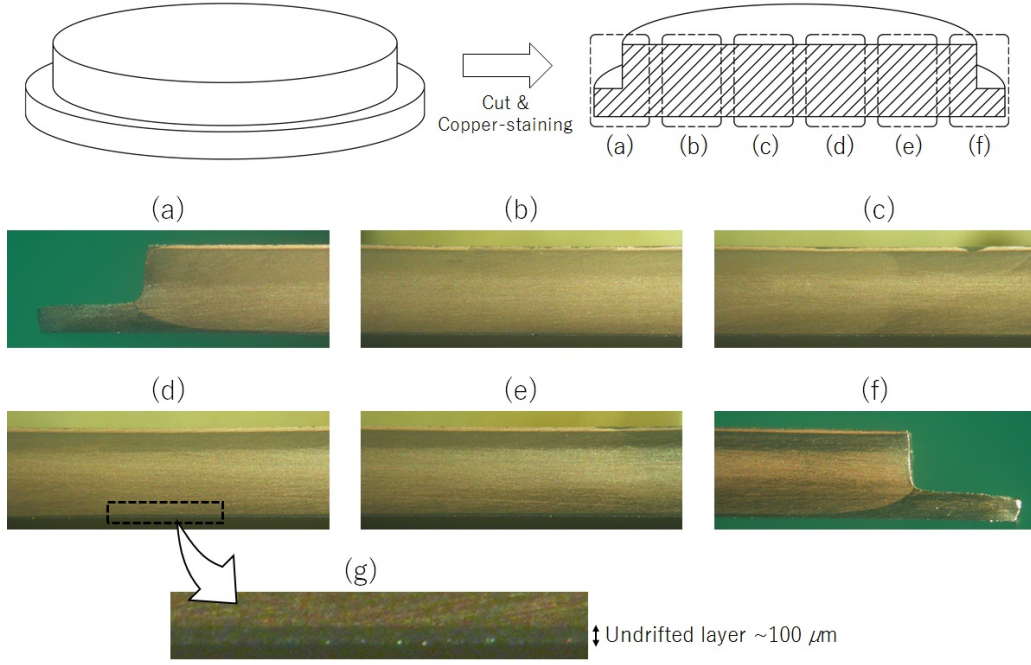 Cut &
Copper-staining
(a)
(b)
(c)
(d)
(e)
(f)
(a)
(b)
(c)
(d)
(e)
(f)
(g)
Undrifted layer ~100 μm